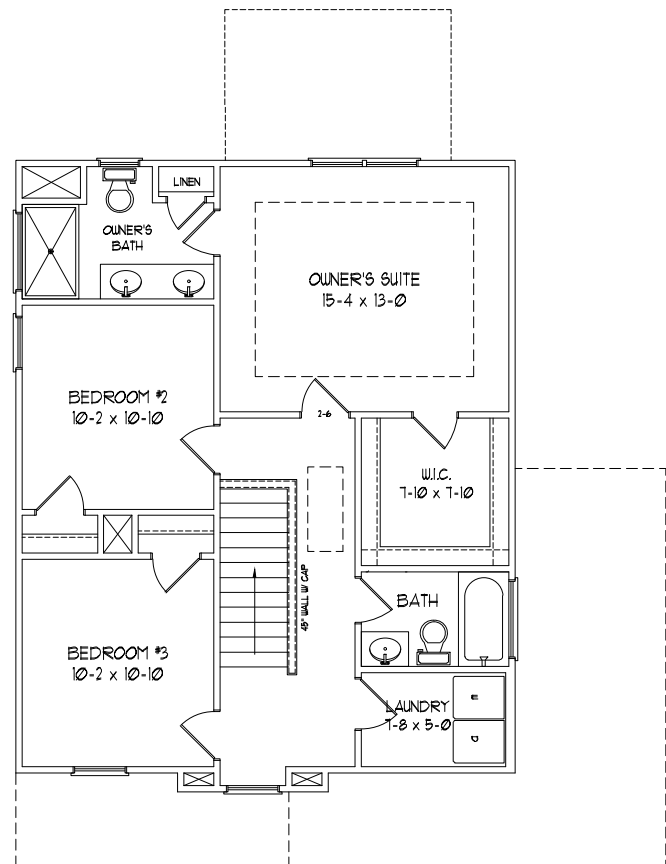 LINEN
OWNER'S
BATH
OWNER'S SUITE
15-4 x 13-0
BEDROOM #2
10-2 x 10-10
2-6
W.I.C.
7-10 x 7-10
45" WALL W/ CAP
BATH
BEDROOM #3
10-2 x 10-10
LAUNDRY
7-8 x 5-0
W
D